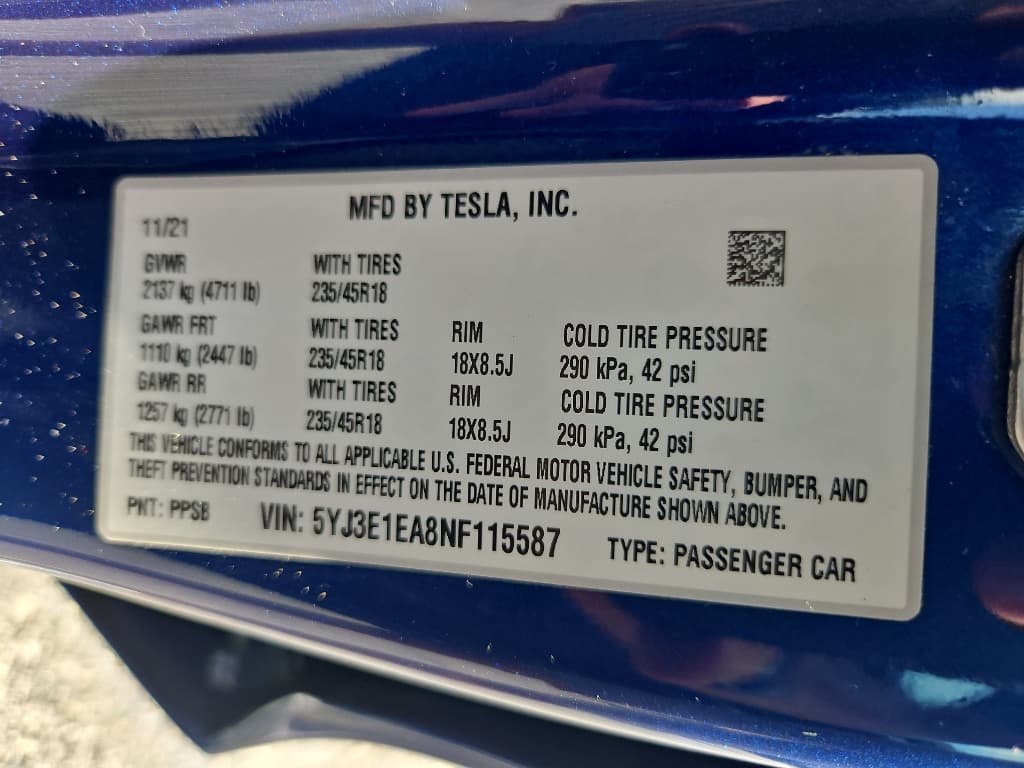 MFD BY TESLA, INC.
11/21
GVWR WITH TIRES
2137 kg (4711 lb) 235/45R18
GAWR FRT WITH TIRES RIM COLD TIRE PRESSURE
1110 kg (2447 lb) 235/45R18 18X8.5J 290 kPa, 42 psi
GAWR RR WITH TIRES RIM COLD TIRE PRESSURE
1257 kg (2771 lb) 235/45R18 18X8.5J 290 kPa, 42 psi
THIS VEHICLE CONFORMS TO ALL APPLICABLE U.S. FEDERAL MOTOR VEHICLE SAFETY, BUMPER, AND
THEFT PREVENTION STANDARDS IN EFFECT ON THE DATE OF MANUFACTURE SHOWN ABOVE.
PNT: PPSB VIN: 5YJ3E1EA8NF115587 TYPE: PASSENGER CAR